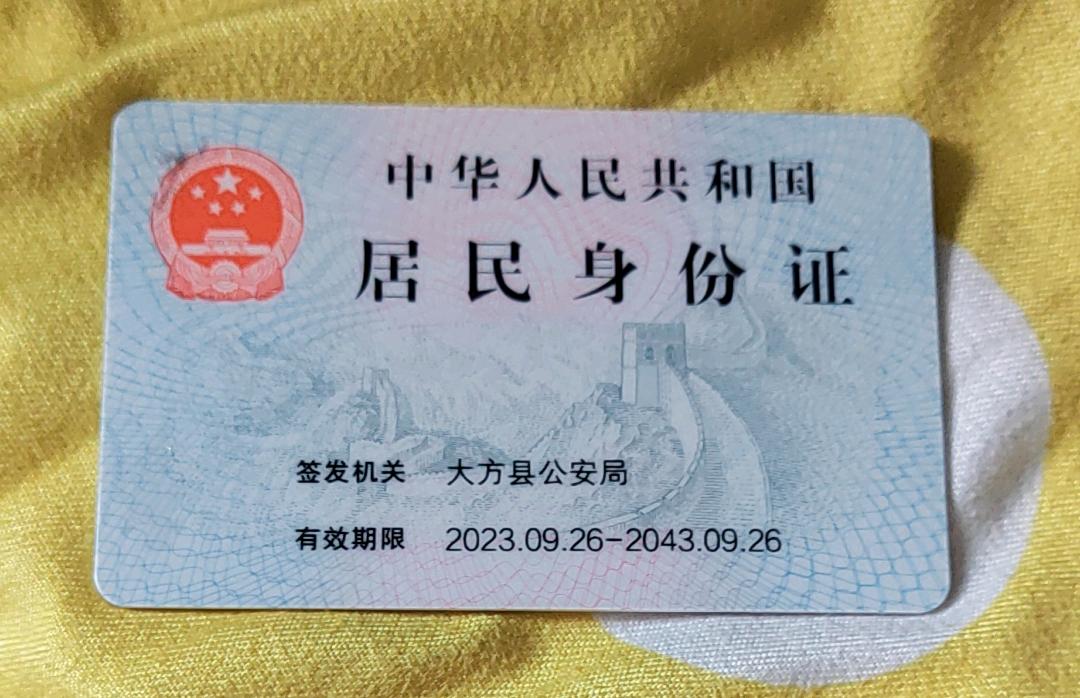 中华人民共和国
居民身份证
签发机关 大方县公安局
有效期限 2023.09.26-2043.09.26